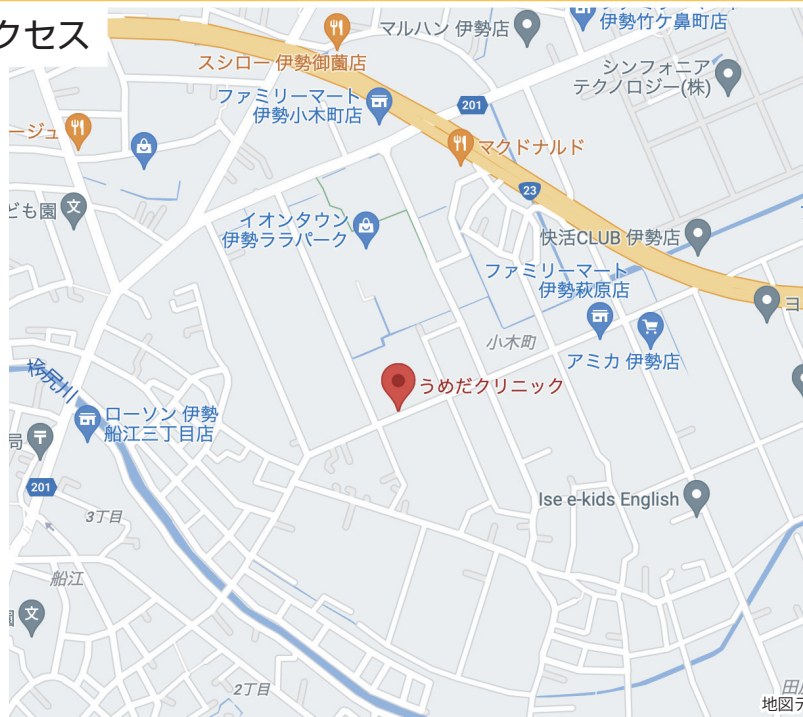 クセス
マルハン 伊勢店
伊勢竹ケ鼻町店
スシロー 伊勢御薗店
シンフォニア
テクノロジー(株)
ファミリーマート
伊勢小木町店
201
ージュ
マクドナルド
23
ども園
イオンタウン
伊勢ララパーク
快活CLUB 伊勢店
ファミリーマート
伊勢萩原店
ヨ
小木町
アミカ 伊勢店
うめだクリニック
桧尻川
ローソン 伊勢
船江三丁目店
局
201
Ise e-kids English
3丁目
船江
2丁目
地図デ